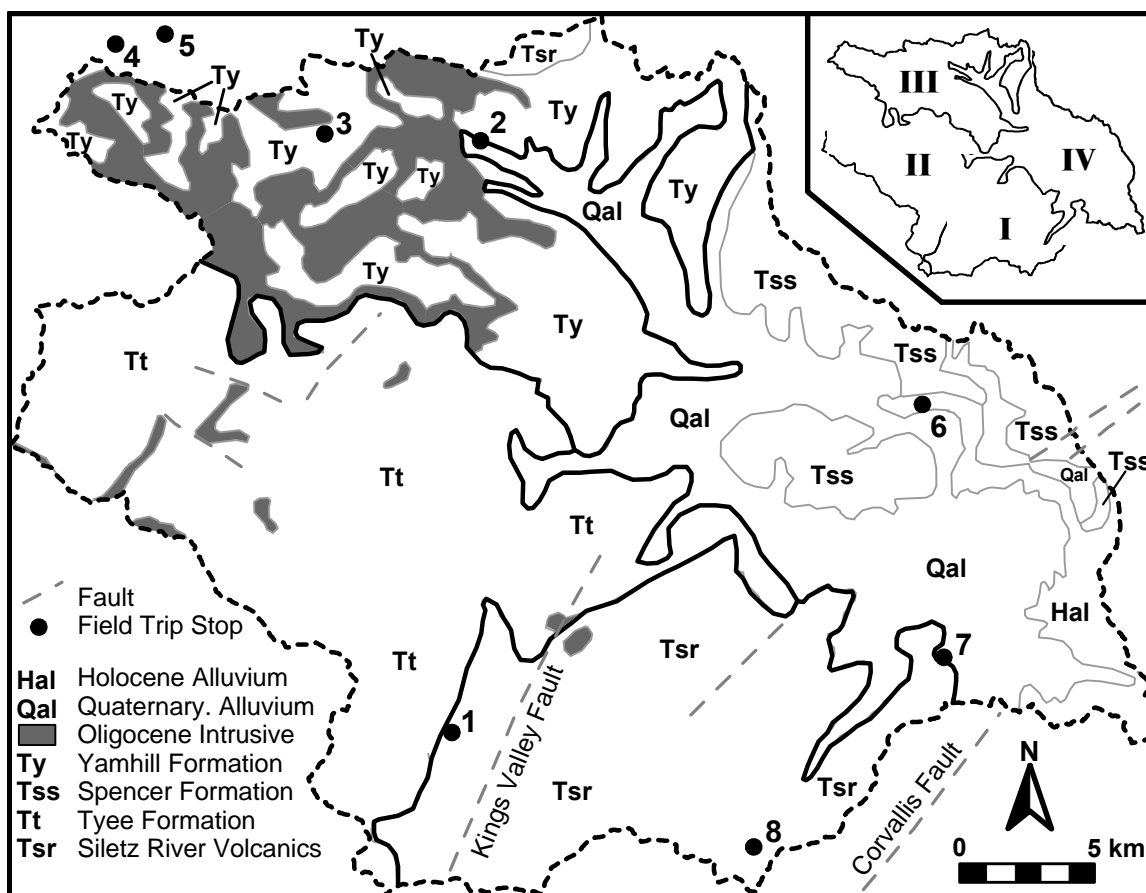 4
5
Ty
Tsr
Ty
Ty
3
2
Ty
III
Ty
Ty
Ty
Ty
Ty
Qal
II
IV
I
Ty
Tss
Ty
Tt
Tss
6
Qal
Tss
Tss
Qal
Tss
Tt
Tt
Qal
Hal
Fault
Field Trip Stop
Tsr
7
Tt
Hal Holocene Alluvium
Qal Quaternary. Alluvium
Oligocene Intrusive
Ty Yamhill Formation
Tss Spencer Formation
Tt Tyee Formation
Tsr Siletz River Volcanics
1
Kings Valley Fault
Tsr
Tsr
8
Corvallis Fault
N
0 5 km